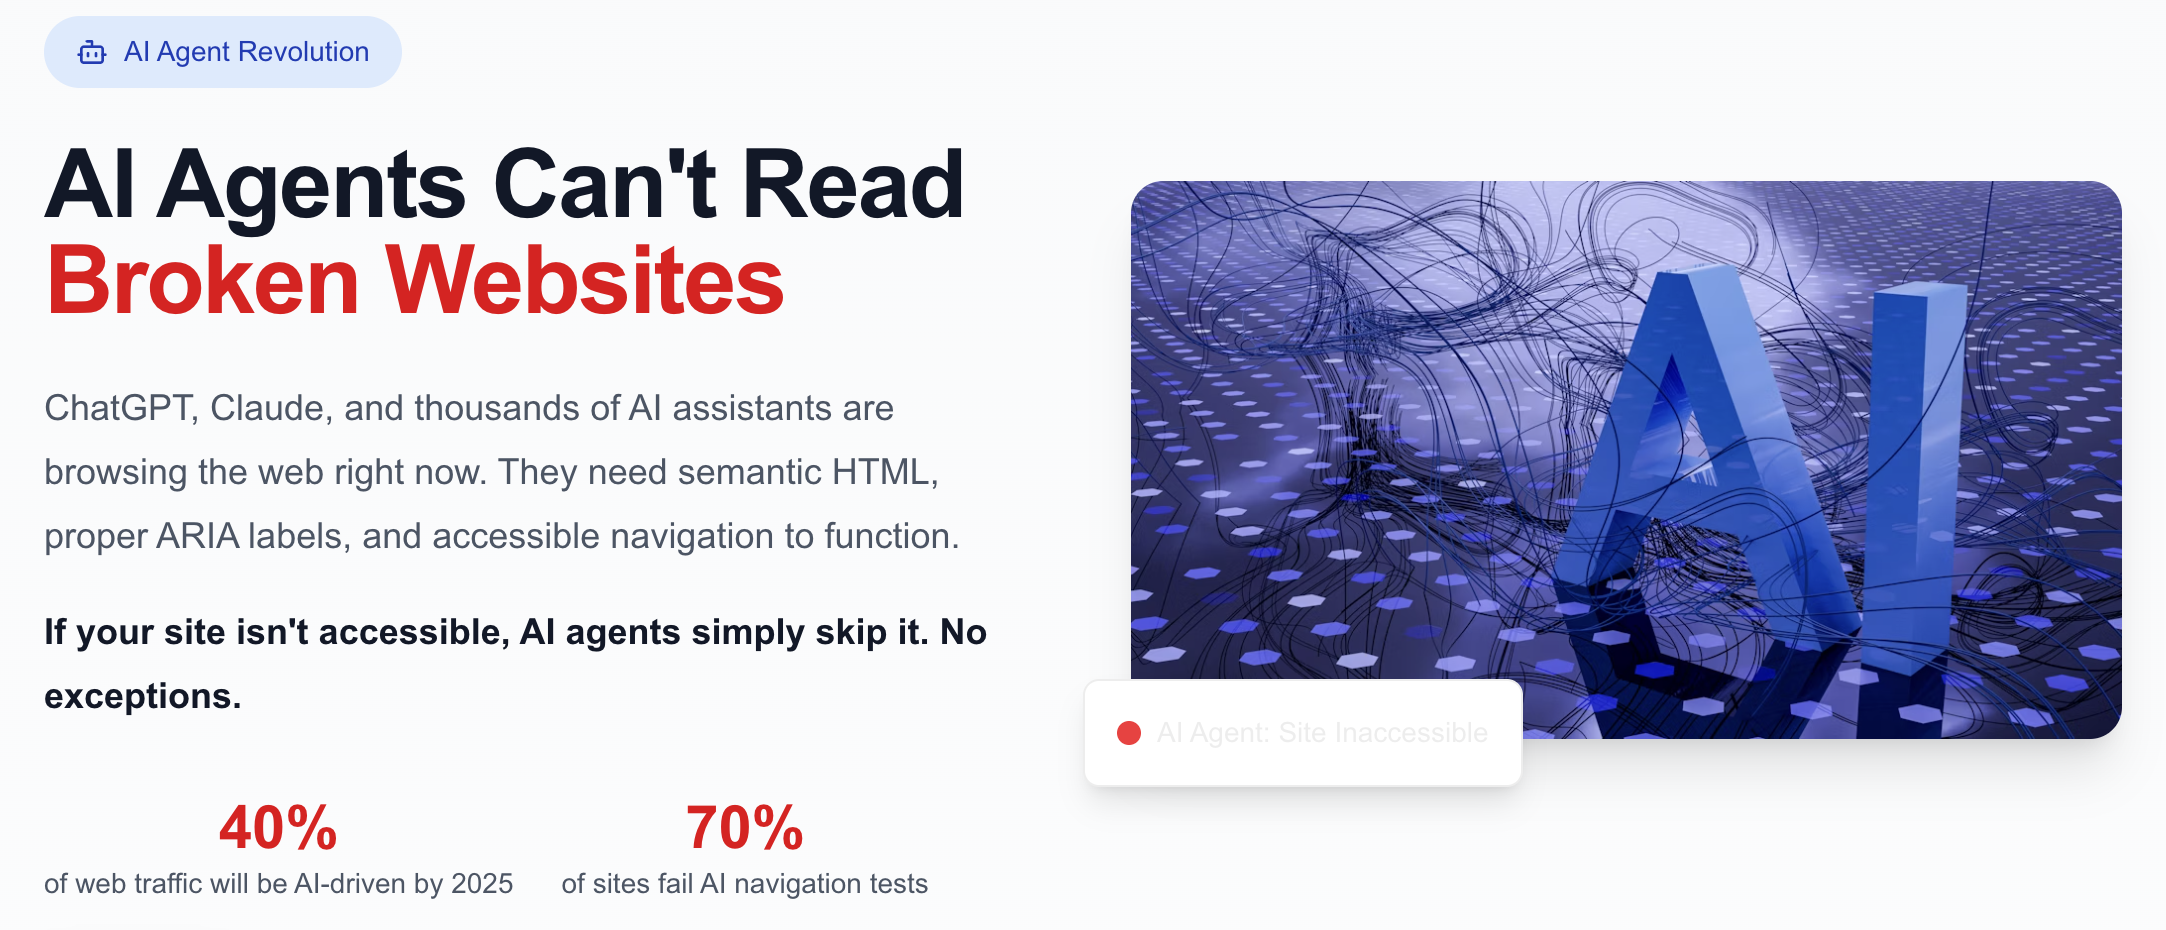 AI Agent Revolution
AI Agents Can't Read
Broken Websites
ChatGPT, Claude, and thousands of AI assistants are
browsing the web right now. They need semantic HTML,
proper ARIA labels, and accessible navigation to function.
If your site isn't accessible, AI agents simply skip it. No
exceptions.
40%
of web traffic will be AI-driven by 2025
70%
of sites fail AI navigation tests
AI
AI Agent: Site Inaccessible